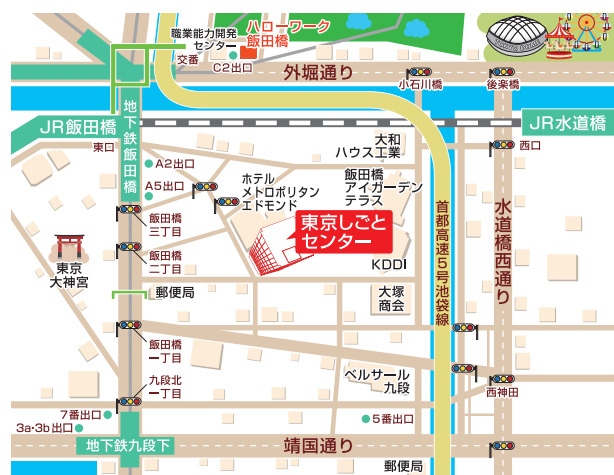 職業能力開発
センター
ハローワーク
飯田橋
交番
C2出口
外堀通り
小石川橋
後楽橋
JR飯田橋
地下鉄飯田橋
JR水道橋
東口
西口
大和
ハウス工業
A2出口
A5出口
ホテル
メトロポリタン
エドモンド
飯田橋
アイガーデン
テラス
東京しごと
センター
首都高速5号池袋線
水道橋西通り
飯田橋
三丁目
東京
大神宮
飯田橋
二丁目
KDDI
郵便局
大塚
商会
飯田橋
一丁目
ベルサール
九段
九段北
一丁目
西神田
7番出口
3a・3b出口
5番出口
地下鉄九段下
靖国通り
郵便局